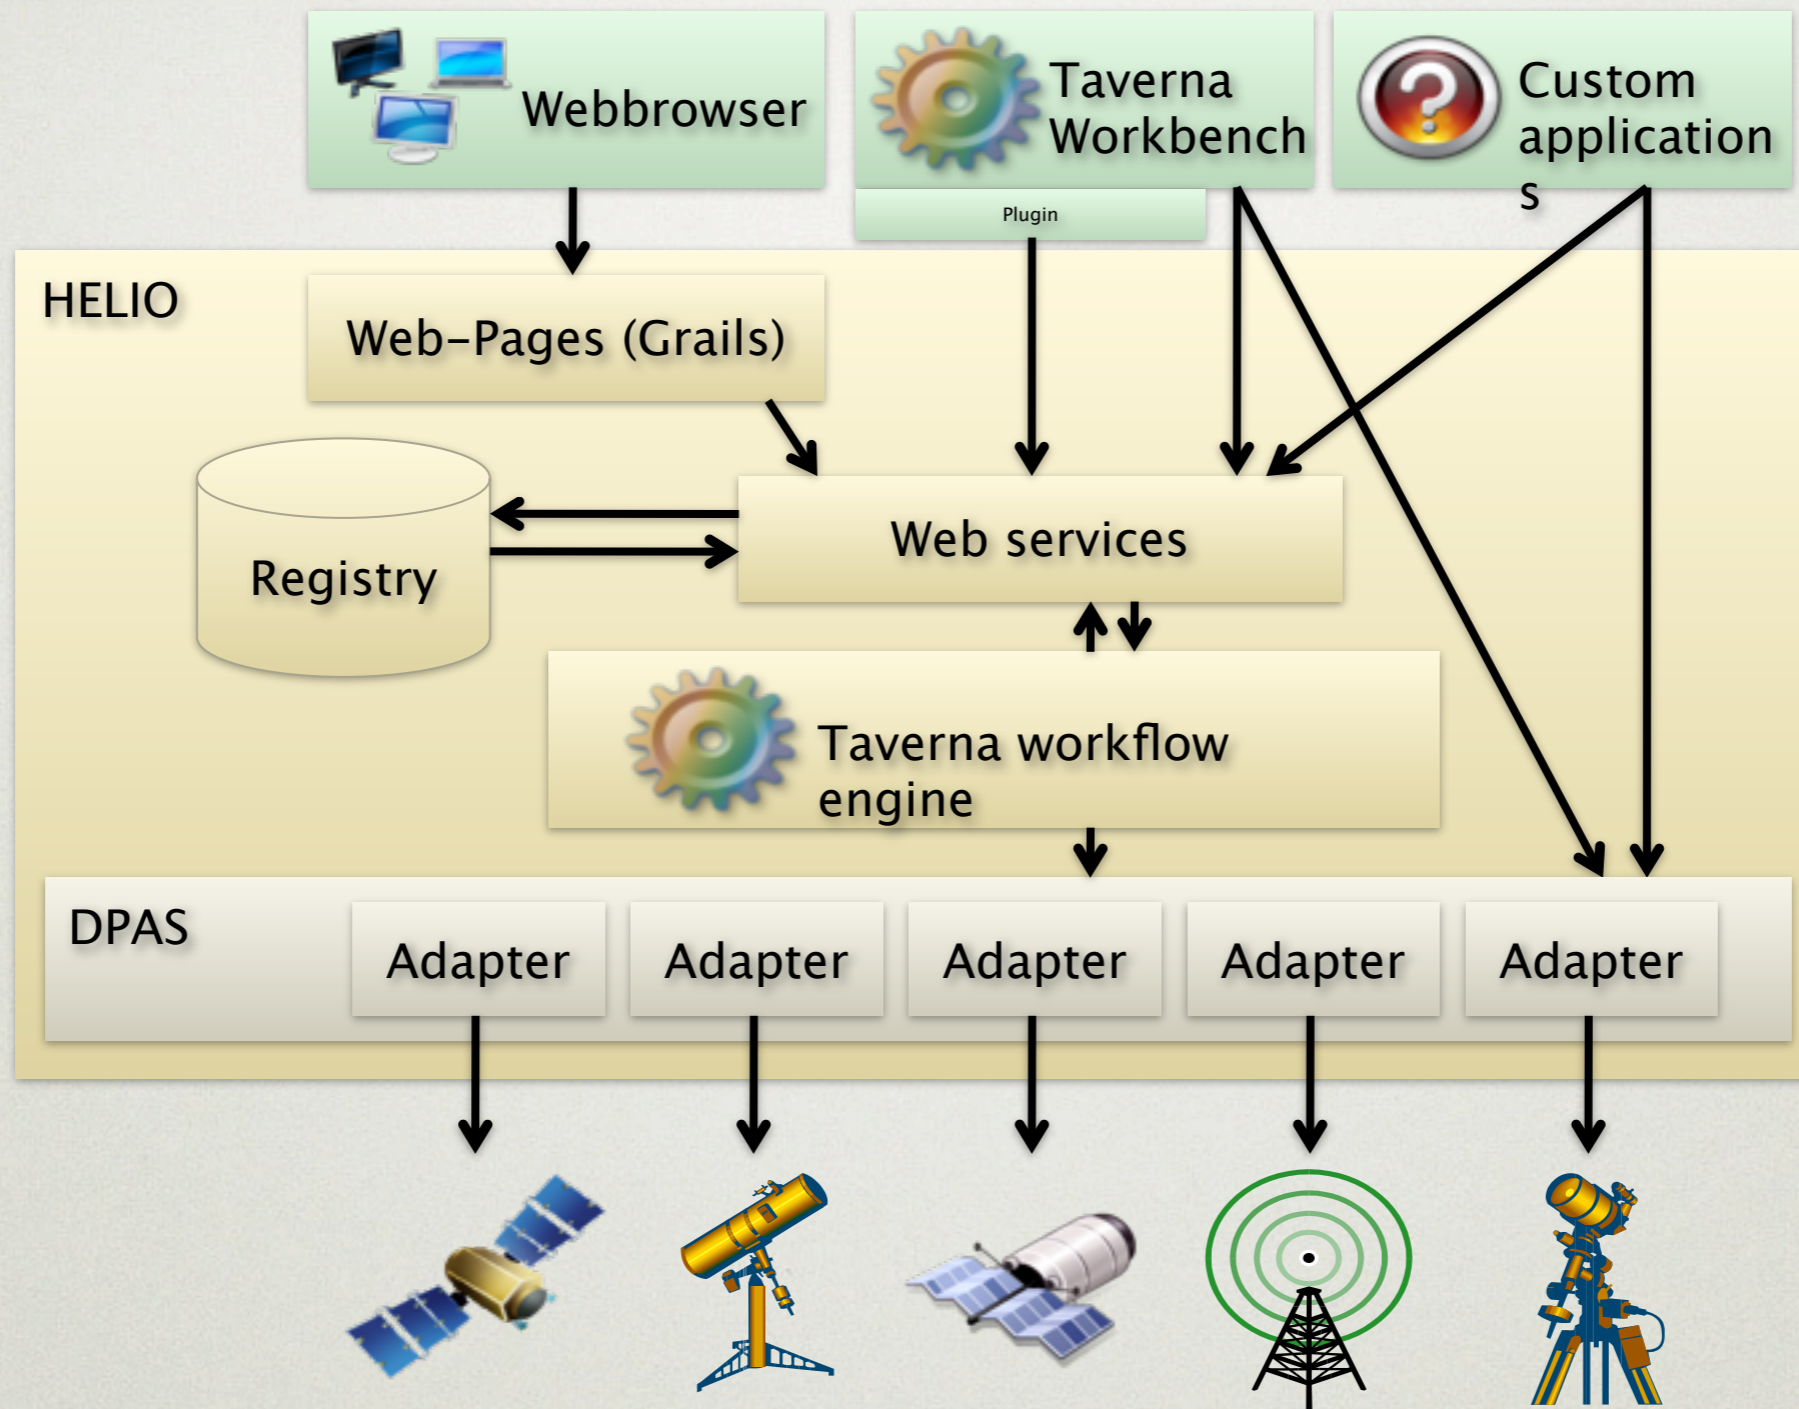 Webbrowser
Taverna
Workbench
Custom
application
s
Plugin
HELIO
Web-Pages (Grails)
Registry
Web services
Taverna workflow
engine
DPAS
Adapter
Adapter
Adapter
Adapter
Adapter